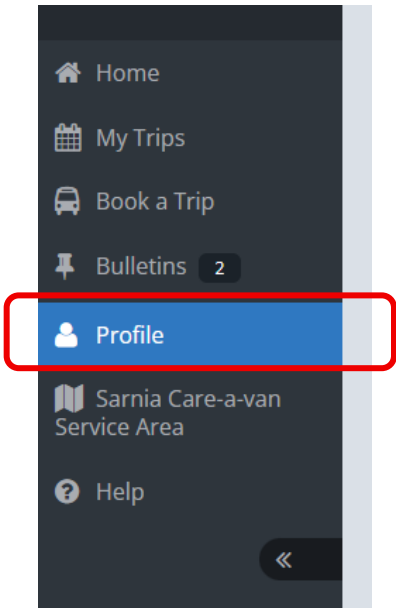 Home
My Trips
Book a Trip
Bulletins 2
Profile
Sarnia Care-a-van
Service Area
Help